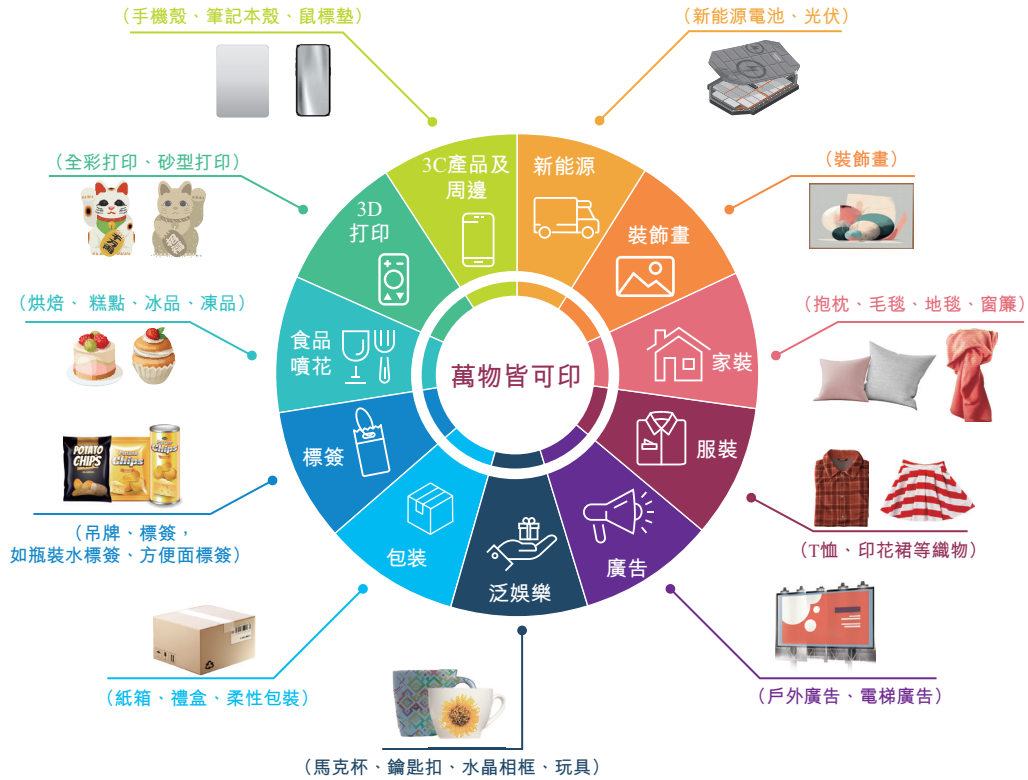 （手機殼、筆記本殼、鼠標墊）
（新能源電池、光伏）
（全彩打印、砂型打印）
（裝飾畫）
（烘焙、 糕點、冰品、凍品）
（抱枕、毛毯、地毯、窗簾）
3C產品及
周邊
新能源
3D
打印
裝飾畫
食品
噴花
家裝
萬物皆可印
標簽
服裝
包裝
廣告
泛娛樂
POTATO
CHIPS
Chips
Chips
（吊牌、標簽，
如瓶裝水標簽、方便面標簽）
（T恤、印花裙等織物）
（紙箱、禮盒、柔性包裝）
（戶外廣告、電梯廣告）
（馬克杯、鑰匙扣、水晶相框、玩具）